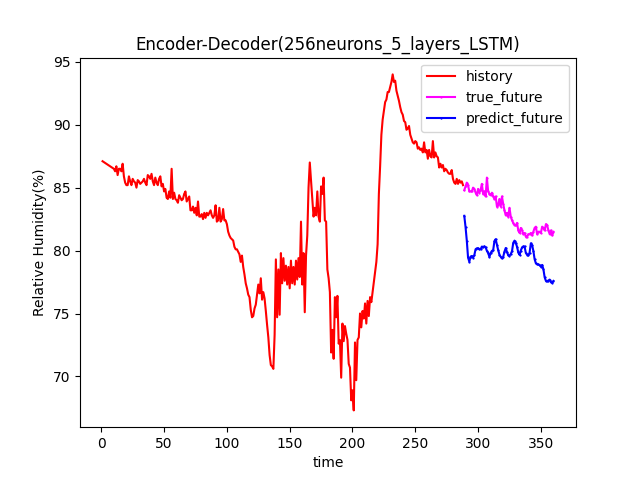 Encoder-Decoder(256neurons_5_layers_LSTM)
history
true_future
predict_future
Relative Humidity(%)
95
90
85
80
75
70
0 50 100 150 200 250 300 350
time